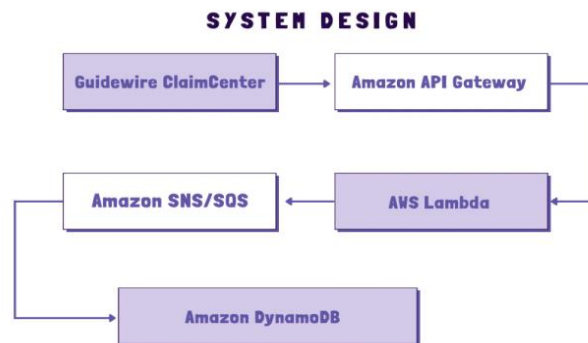 SYSTEM DESIGN
Guidewire ClaimCenter
Amazon API Gateway
Amazon SNS/SQS
AWS Lambda
Amazon DynamoDB